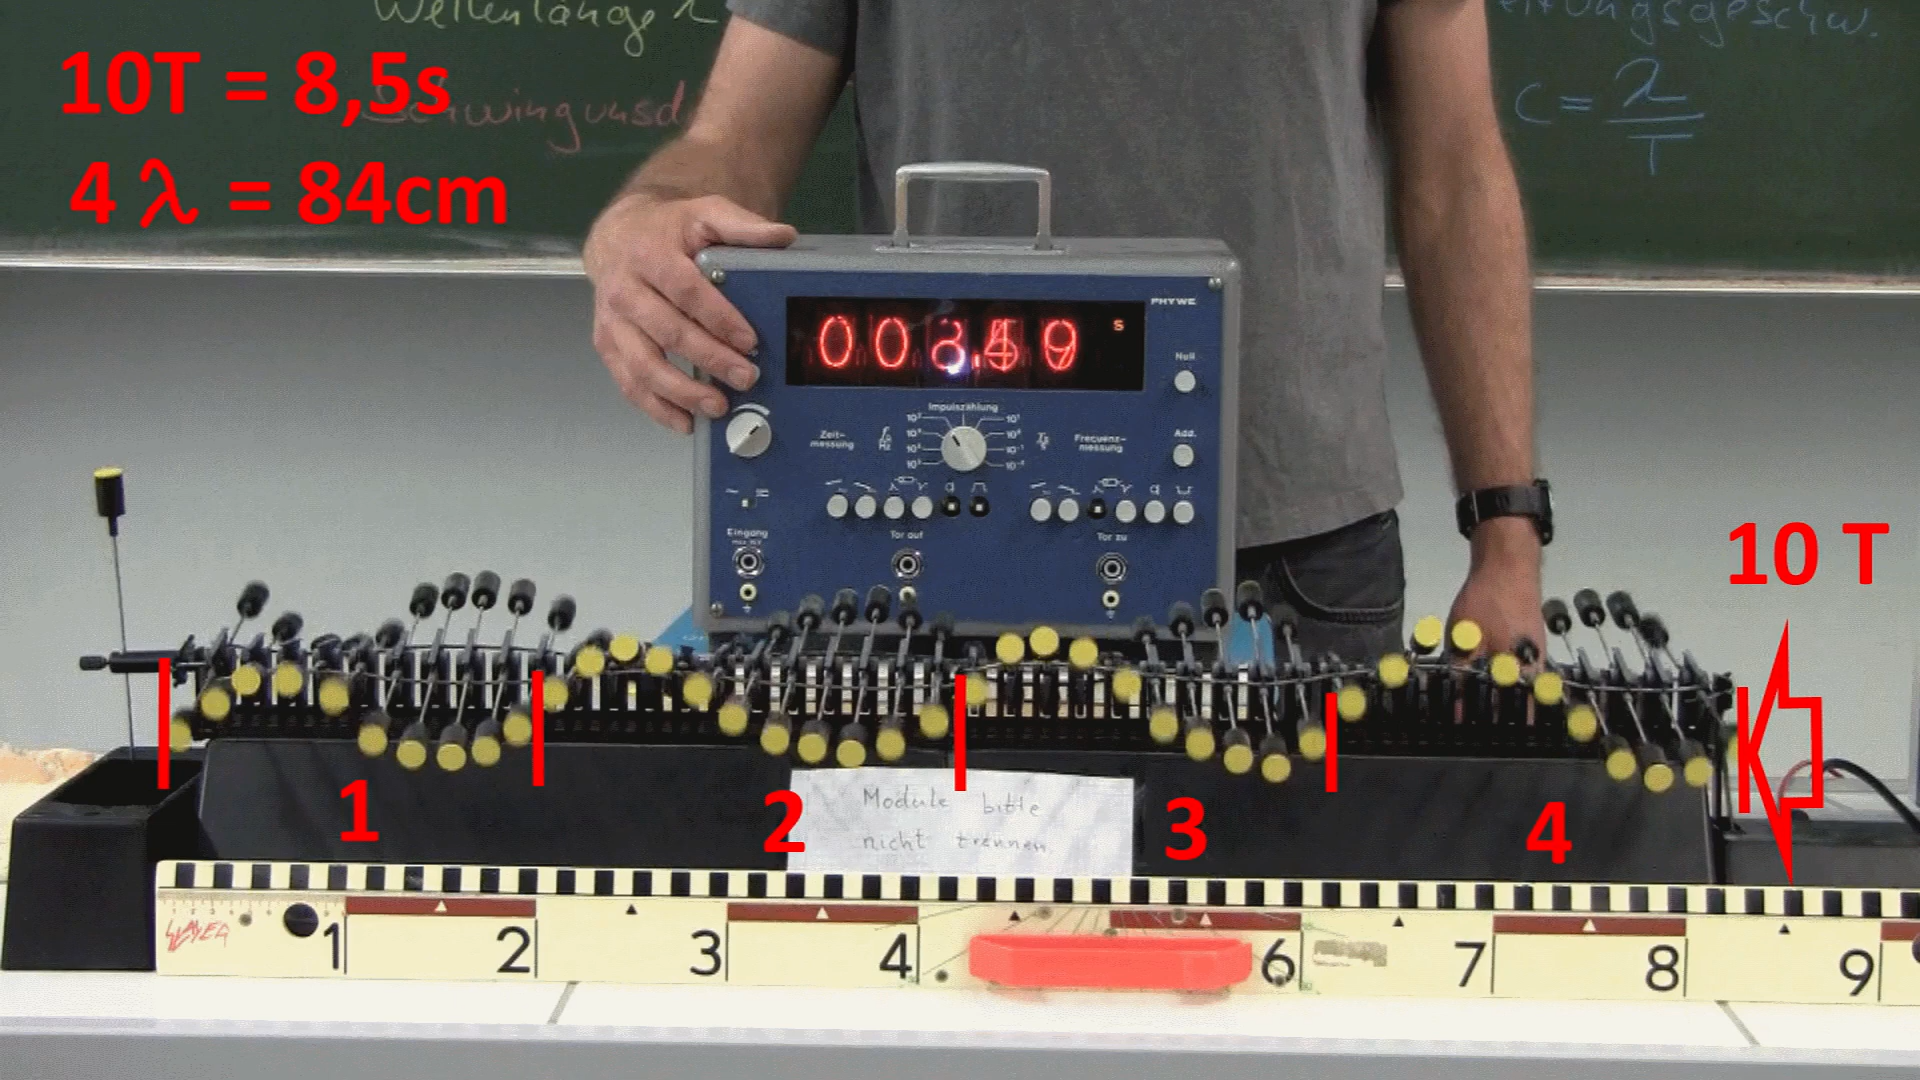 Wellenlänge λ
10T = 8,5s
4 λ = 84cm
C = λ/T
PHYWE
s
Null
Impulszählung
Zeit-
messung
Frequenz-
messung
Add.
Eingang
Tor auf
Tor zu
10 T
1
2
3
4
Module bitte
nicht trennen.
1 2 3 4 6 7 8 9